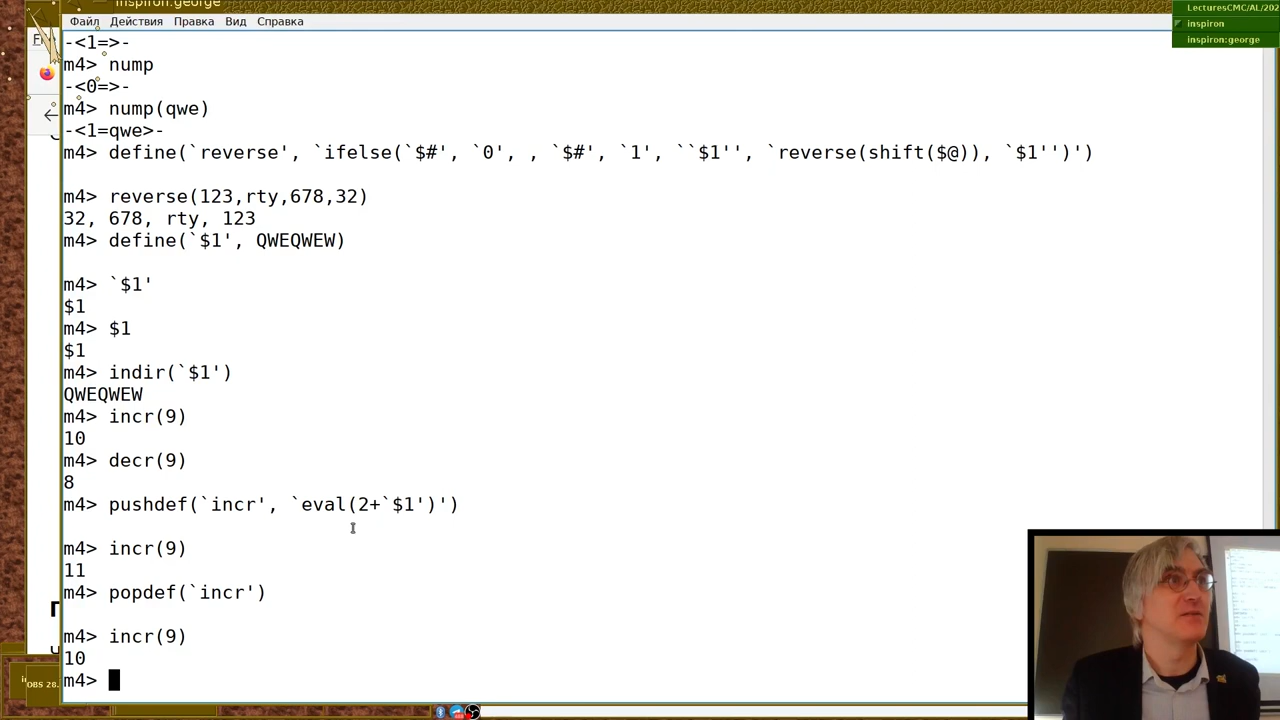 inspiron:george
LecturesCMC/AL/202
inspiron
inspiron:george
Файл Действия Правка Вид Справка
-<1=>-
m4> nump
-<0=>-
m4> nump(qwe)
-<1=qwe>-
m4> define(`reverse', `ifelse(`$#', `0', , `$#', `1', ``$1'', `reverse(shift($@)), `$1'')')
m4> reverse(123,rty,678,32)
32, 678, rty, 123
m4> define(`$1', QWEQWEW)
m4> `$1'
$1
m4> $1
$1
m4> indir(`$1')
QWEQWEW
m4> incr(9)
10
m4> decr(9)
8
m4> pushdef(`incr', `eval(2+`$1')')
m4> incr(9)
11
m4> popdef(`incr')
m4> incr(9)
10
m4>
OBS 28.